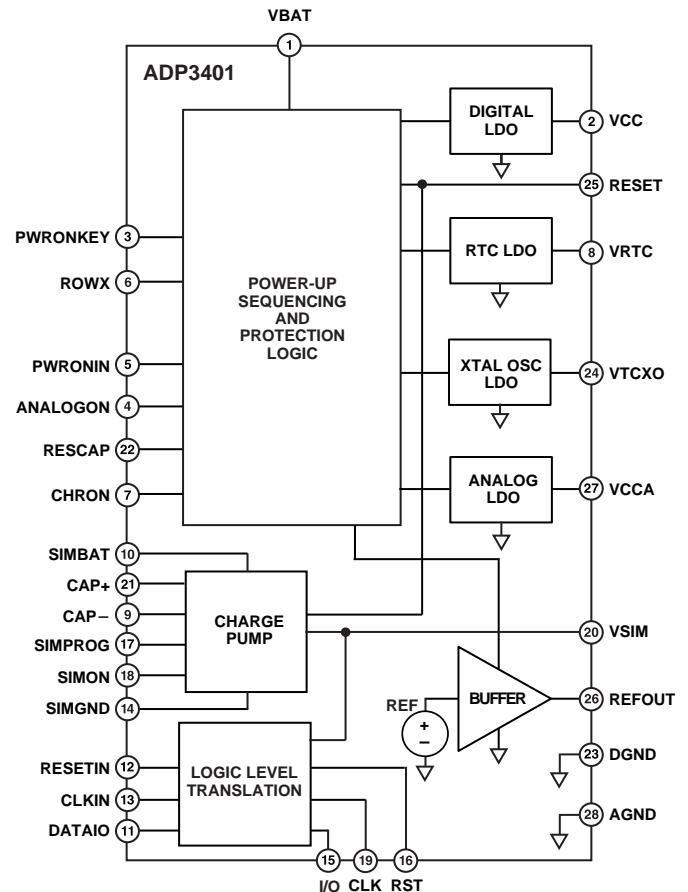 VBAT
1
ADP3401
DIGITAL
LDO
2 VCC
25 RESET
PWRONKEY 3
ROWX 6
POWER-UP
SEQUENCING
AND
PROTECTION
LOGIC
RTC LDO
8 VRTC
PWRONIN 5
ANALOGON 4
RESCAP 22
CHRON 7
XTAL OSC
LDO
24 VTCXO
ANALOG
LDO
27 VCCA
SIMBAT 10
CAP+ 21
CAP− 9
SIMPROG 17
SIMON 18
SIMGND 14
CHARGE
PUMP
20 VSIM
REF
+
−
BUFFER
26 REFOUT
23 DGND
28 AGND
RESETIN 12
CLKIN 13
DATAIO 11
LOGIC LEVEL
TRANSLATION
15 19 16
I/O CLK RST